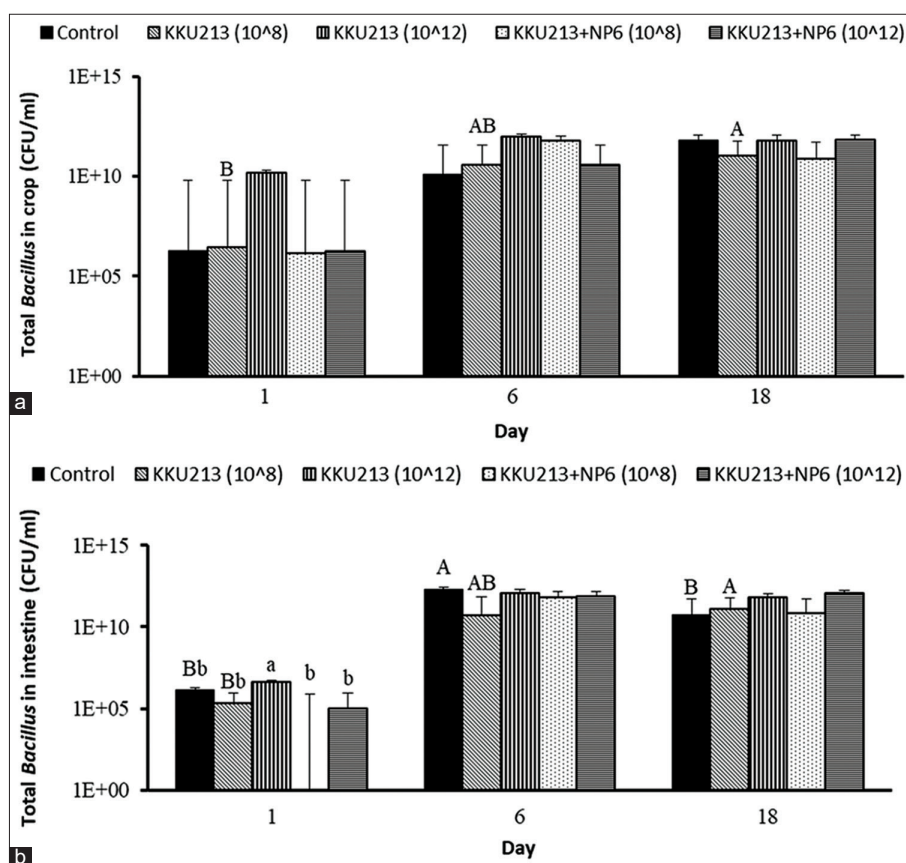 Control KKU213 (10^8) KKU213 (10^12) KKU213+NP6 (10^8) KKU213+NP6 (10^12)
1E+15
1E+10
1E+05
1E+00
Total Bacillus in crop (CFU/ml)
B
AB
A
1 6 18
Day
a
Control KKU213 (10^8) KKU213 (10^12) KKU213+NP6 (10^8) KKU213+NP6 (10^12)
1E+15
1E+10
1E+05
1E+00
Total Bacillus in intestine (CFU/ml)
Bb Bb a b b
A AB
B A
1 6 18
Day
b